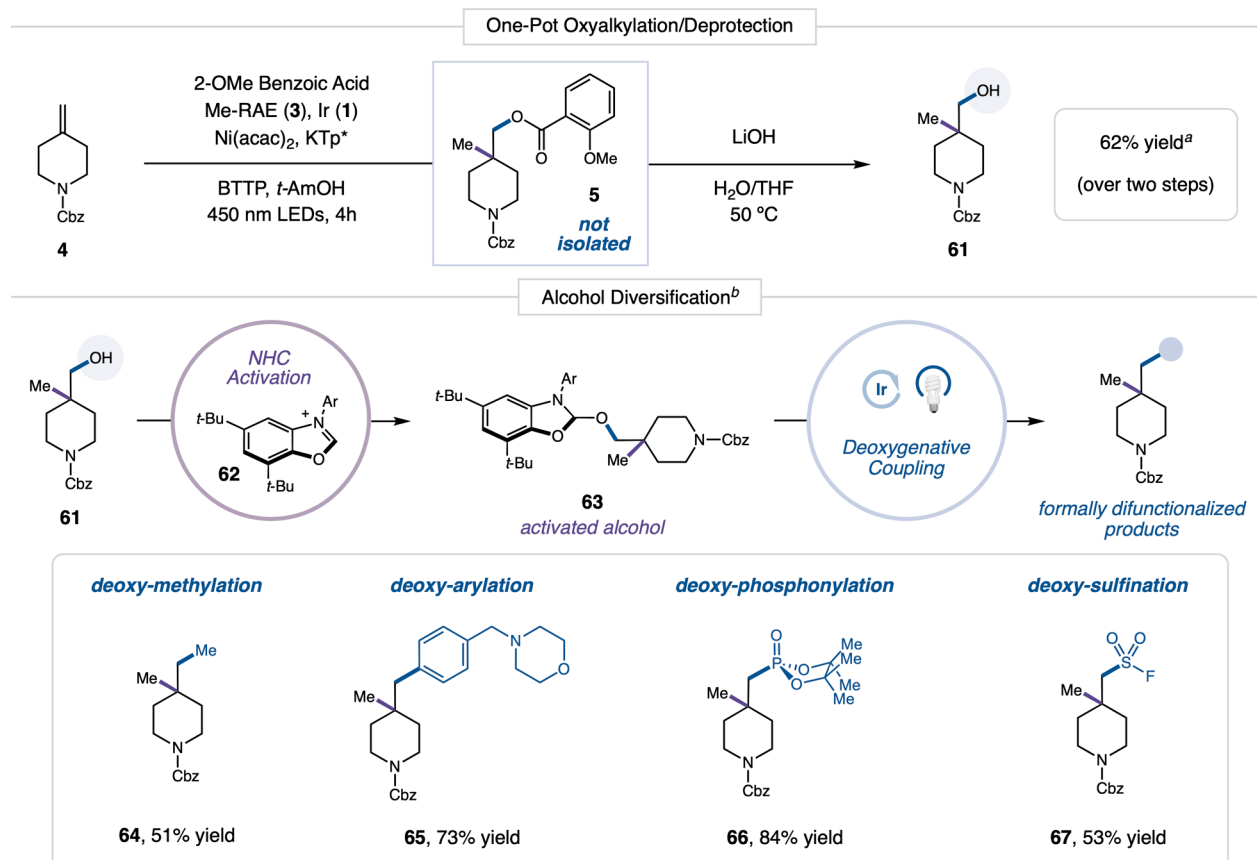 One-Pot Oxyalkylation/Deprotection
2-OMe Benzoic Acid
Me-RAE (3), Ir (1)
Ni(acac)2, KTp*
BTTP, t-AmOH
450 nm LEDs, 4h
N
Cbz
4
O
O
Me
OMe
N
Cbz
5
not
isolated
LiOH
H2O/THF
50 ºC
OH
Me
N
Cbz
61
62% yielda
(over two steps)
Alcohol Diversificationb
OH
Me
N
Cbz
61
NHC
Activation
Ar
t-Bu
N
+
O
62
t-Bu
Ar
t-Bu
N
O
O
t-Bu
Me
N
Cbz
63
activated alcohol
Ir
Deoxygenative
Coupling
Me
N
Cbz
formally difunctionalized
products
deoxy-methylation
Me
Me
N
Cbz
64, 51% yield
deoxy-arylation
N
O
Me
N
Cbz
65, 73% yield
deoxy-phosphonylation
O
P
O
O
Me
Me
Me
Me
Me
N
Cbz
66, 84% yield
deoxy-sulfination
O
O
S
F
Me
N
Cbz
67, 53% yield